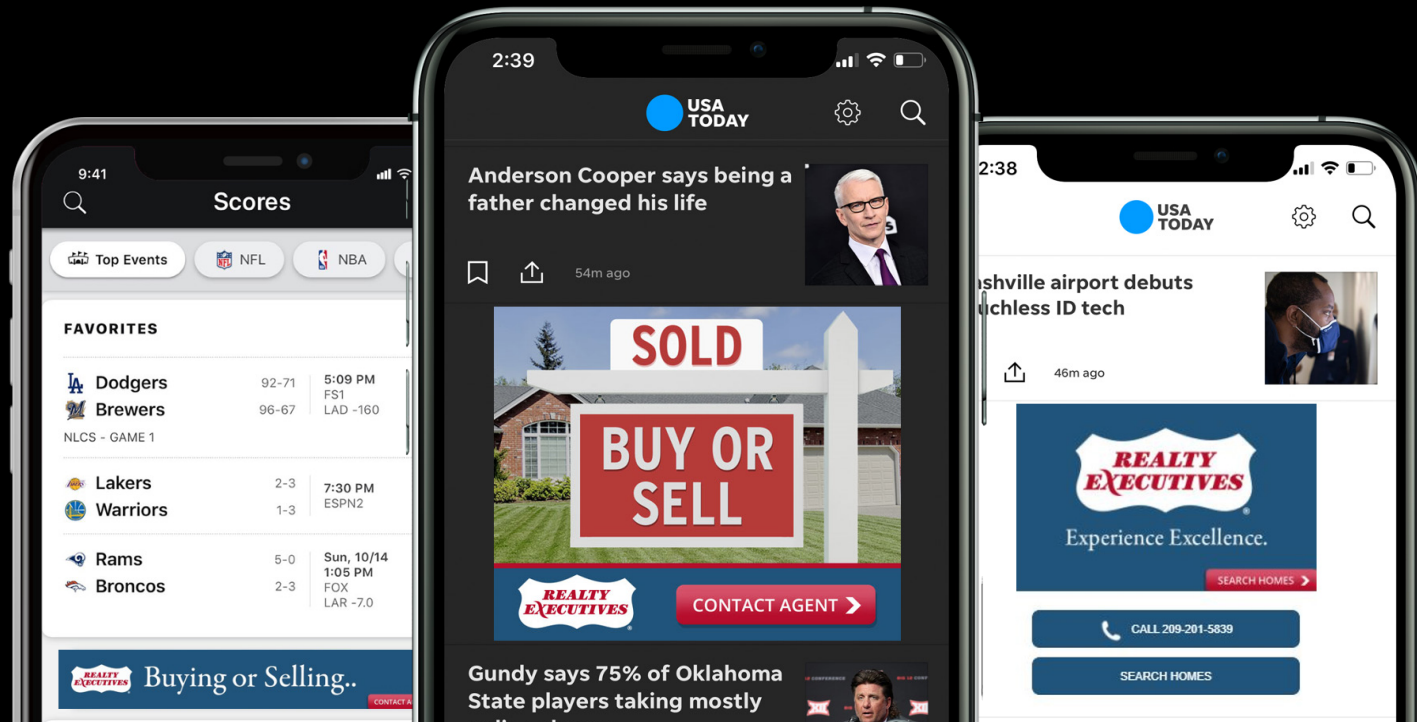 9:41
Scores
Top Events
NFL
NBA
FAVORITES
Dodgers 92-71 5:09 PM
FS1
Brewers 96-67 LAD -160
NLCS - GAME 1
Lakers 2-3 7:30 PM
Warriors 1-3 ESPN2
Rams 5-0 Sun, 10/14
1:05 PM
Broncos 2-3 FOX
LAR -7.0
REALTY
EXECUTIVES
Buying or Selling..
CONTACT A
2:39
USA
TODAY
Anderson Cooper says being a
father changed his life
54m ago
SOLD
BUY OR
SELL
REALTY
EXECUTIVES
CONTACT AGENT
Gundy says 75% of Oklahoma
State players taking mostly
2:38
USA
TODAY
shville airport debuts
uchless ID tech
46m ago
REALTY
EXECUTIVES
Experience Excellence.
SEARCH HOMES
CALL 209-201-5839
SEARCH HOMES